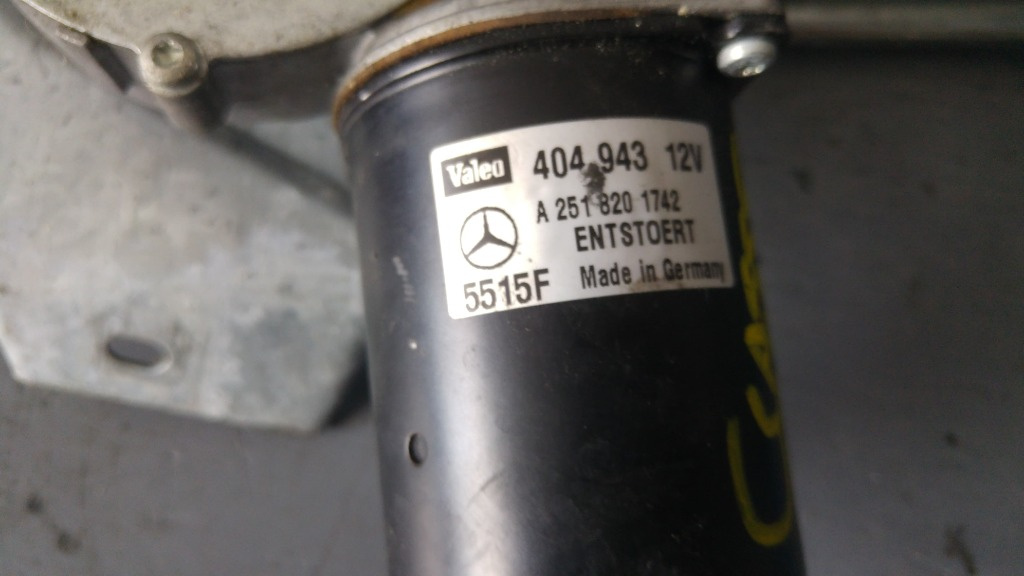 Valeo 404.943 12V
A 251 820 1742
ENTSTOERT
5515F Made in Germany